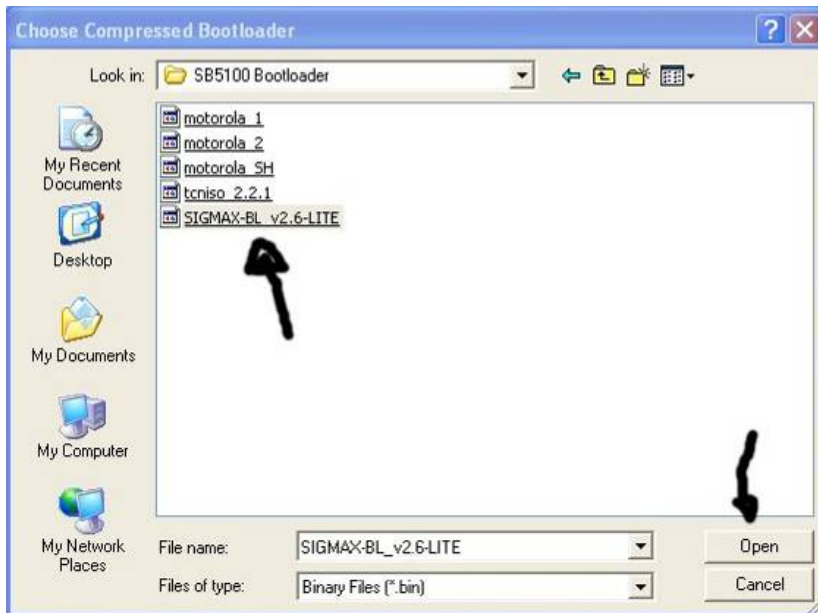 Choose Compressed Bootloader
Look in:
SB5100 Bootloader
My Recent
Documents
Desktop
My Documents
My Computer
My Network
Places
motorola_1
motorola_2
motorola_SH
tcniso_2.2.1
SIGMAX-BL_v2.6-LITE
File name:
SIGMAX-BL_v2.6-LITE
Open
Files of type:
Binary Files (*.bin)
Cancel